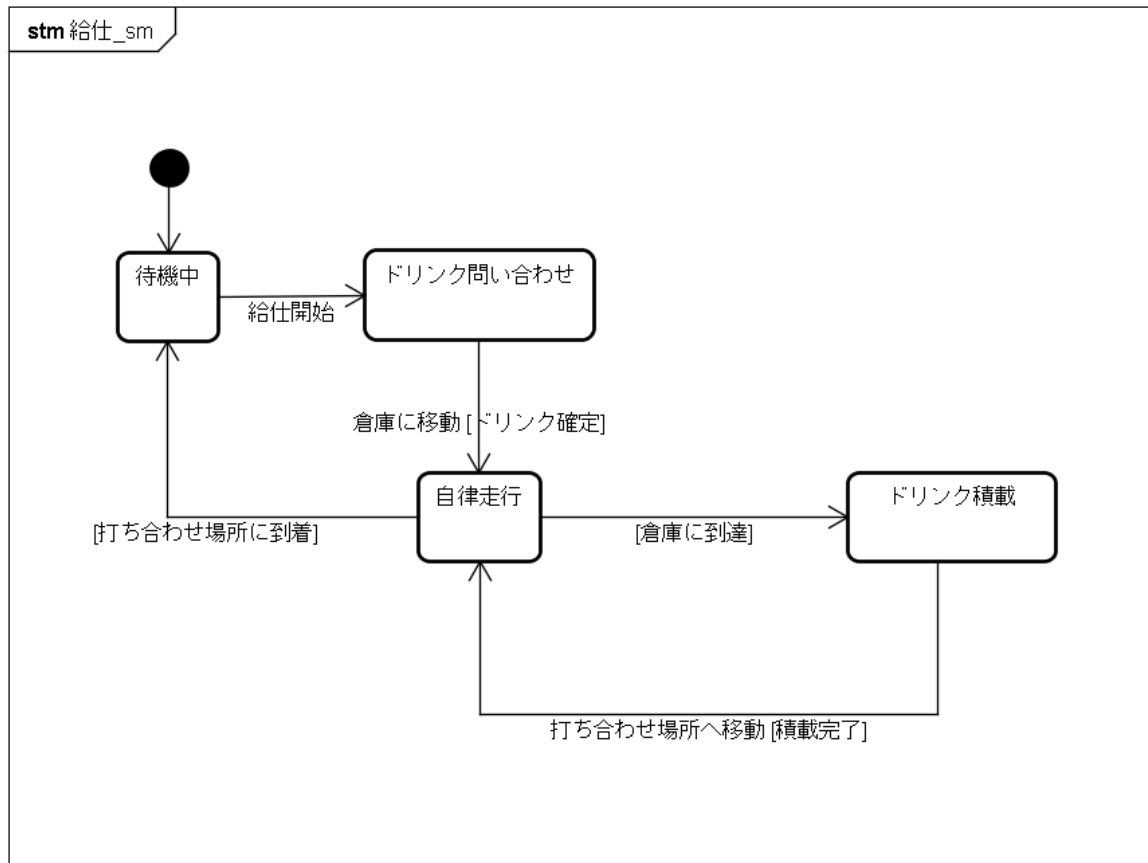 stm 給仕_sm
待機中
ドリンク問い合わせ
給仕開始
倉庫に移動 [ドリンク確定]
自律走行
ドリンク積載
[打ち合わせ場所に到着]
[倉庫に到達]
打ち合わせ場所へ移動 [積載完了]